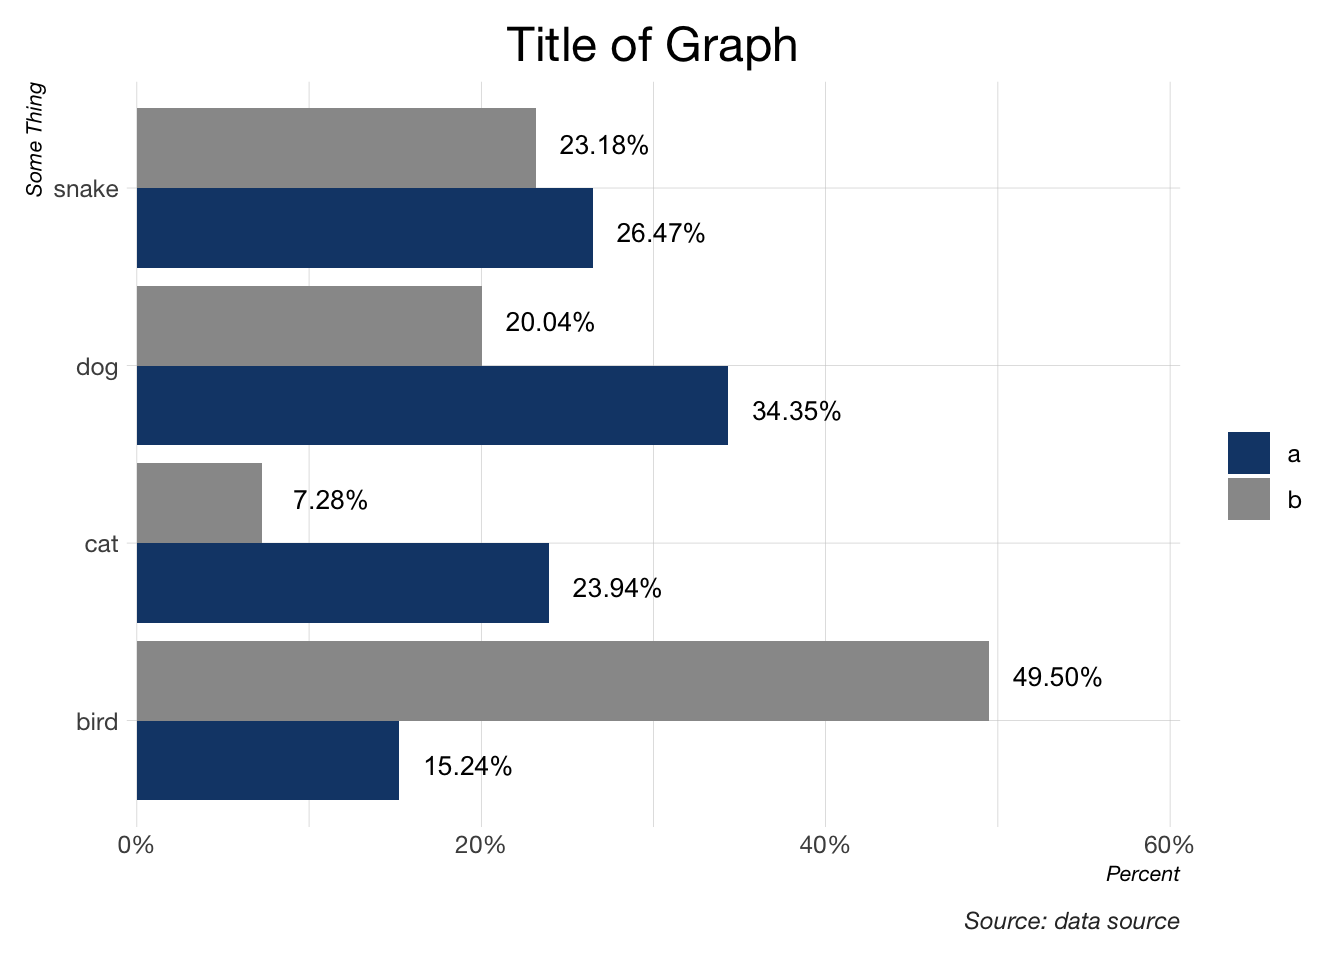 Title of Graph
Some Thing
snake
23.18%
26.47%
dog
20.04%
34.35%
cat
7.28%
23.94%
bird
49.50%
15.24%
a
b
0% 20% 40% 60%
Percent
Source: data source